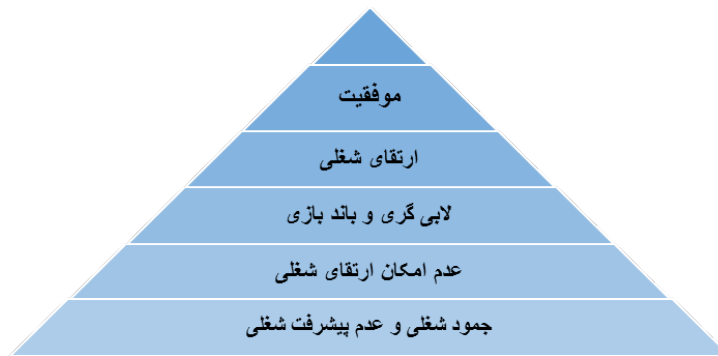 موفقیت
ارتقای شغلی
لابی گری و باند بازی
عدم امکان ارتقای شغلی
جمود شغلی و عدم پیشرفت شغلی